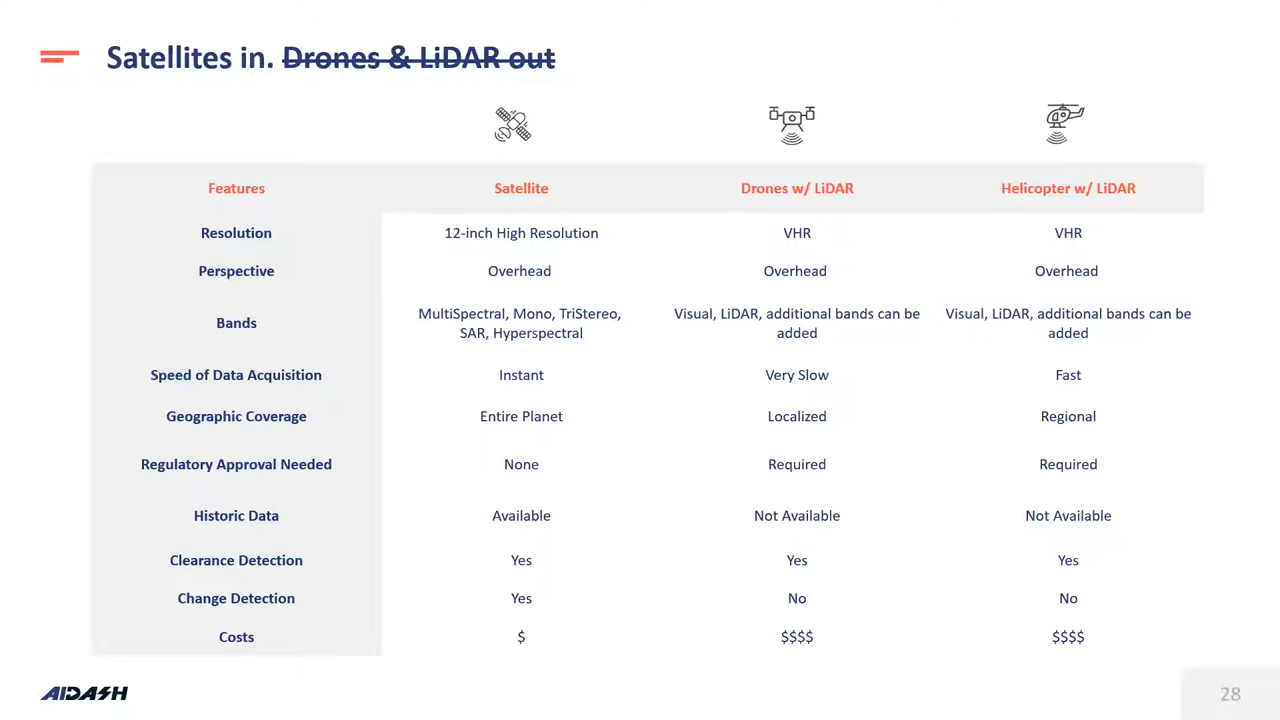 Satellites in. Drones & LiDAR out
Features Satellite Drones w/ LiDAR Helicopter w/ LiDAR
Resolution 12-inch High Resolution VHR VHR
Perspective Overhead Overhead Overhead
Bands MultiSpectral, Mono, TriStereo, SAR, Hyperspectral Visual, LiDAR, additional bands can be added Visual, LiDAR, additional bands can be added
Speed of Data Acquisition Instant Very Slow Fast
Geographic Coverage Entire Planet Localized Regional
Regulatory Approval Needed None Required Required
Historic Data Available Not Available Not Available
Clearance Detection Yes Yes Yes
Change Detection Yes No No
Costs $ $$$$ $$$$
AIDASH
28